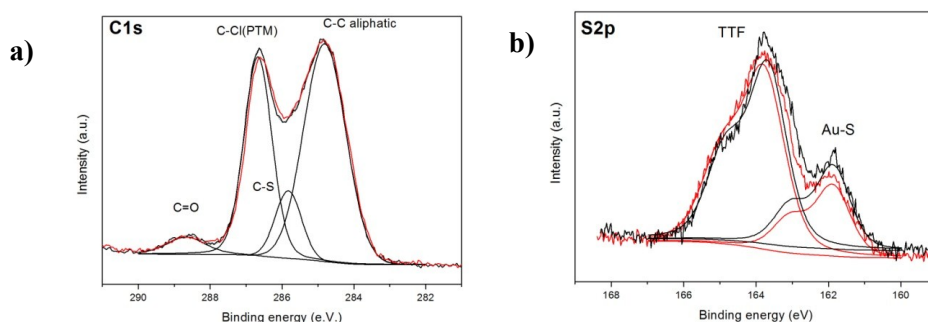 a)
C1s
C-Cl(PTM)
C-C aliphatic
C-S
C=O
Intensity (a.u.)
290 288 286 284 282
Binding energy (e.V.)
b)
S2p
TTF
Au-S
Intensity (a.u.)
168 166 164 162 160
Binding energy (eV)